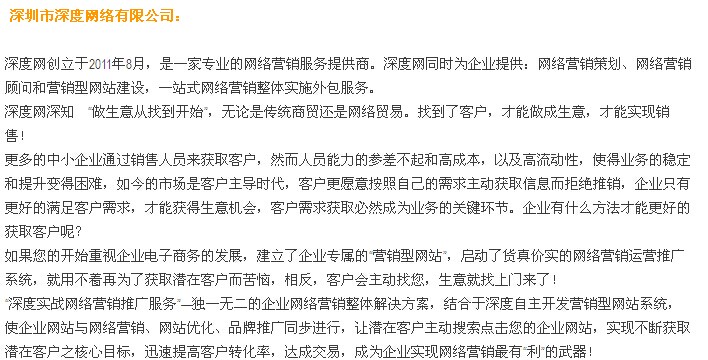 深圳市深度网络有限公司：
深度网创立于2011年8月，是一家专业的网络营销服务提供商。深度网同时为企业提供：网络营销策划、网络营销
顾问和营销型网站建设，一站式网络营销整体实施外包服务。
深度网深知　“做生意从找到开始”，无论是传统商贸还是网络贸易。找到了客户，才能做成生意，才能实现销
售！
更多的中小企业通过销售人员来获取客户，然而人员能力的参差不起和高成本，以及高流动性，使得业务的稳定
和提升变得困难，如今的市场是客户主导时代，客户更愿意按照自己的需求主动获取信息而拒绝推销，企业只有
更好的满足客户需求，才能获得生意机会，客户需求获取必然成为业务的关键环节。企业有什么方法才能更好的
获取客户呢？
如果您的开始重视企业电子商务的发展，建立了企业专属的“营销型网站”，启动了货真价实的网络营销运营推广
系统，就用不着再为了获取潜在客户而苦恼，相反，客户会主动找您，生意就找上门来了！
“深度实战网络营销推广服务”—独一无二的企业网络营销整体解决方案，结合于深度自主开发营销型网站系统，
使企业网站与网络营销、网站优化、品牌推广同步进行，让潜在客户主动搜索点击您的企业网站，实现不断获取
潜在客户之核心目标，迅速提高客户转化率，达成交易，成为企业实现网络营销最有“利”的武器！